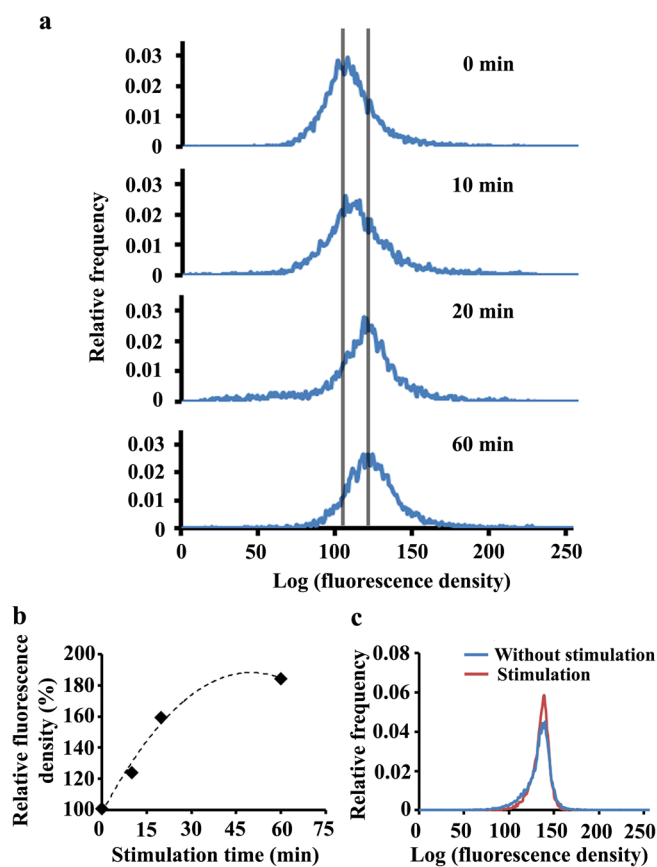 a
0 min
0.03
0.02
0.01
0
10 min
0.03
0.02
0.01
0
20 min
0.03
0.02
0.01
0
60 min
0.03
0.02
0.01
0
Relative frequency
0 50 100 150 200 250
Log (fluorescence density)
b
Relative fluorescence
density (%)
200
180
160
140
120
100
0 15 30 45 60 75
Stimulation time (min)
c
Relative frequency
0.08
0.06
0.04
0.02
0
Without stimulation
Stimulation
0 50 100 150 200 250
Log (fluorescence density)